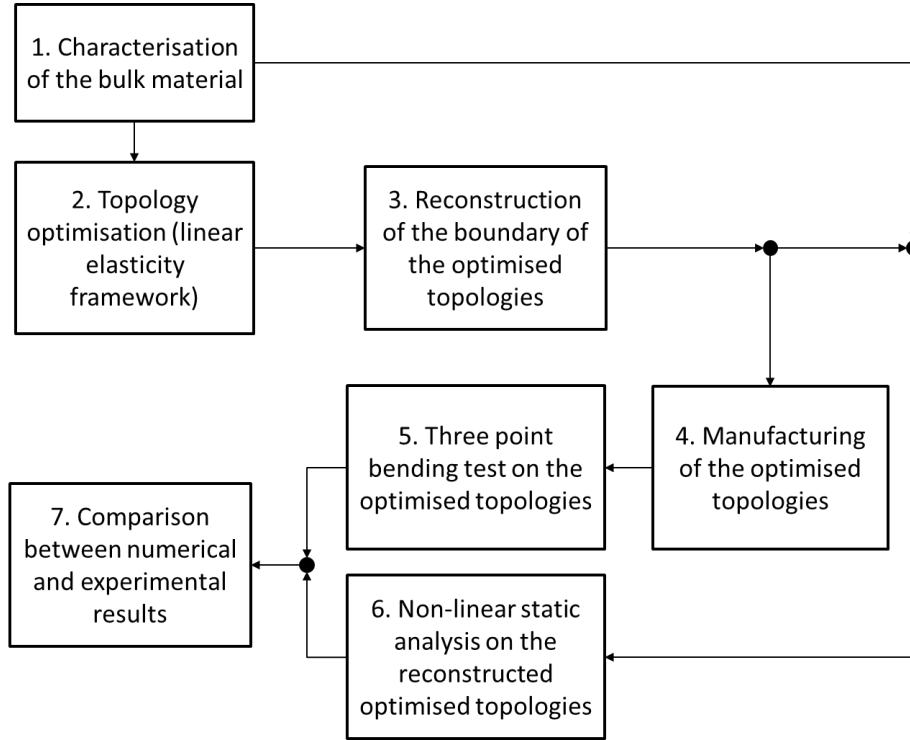 1. Characterisation
of the bulk material
2. Topology
optimisation (linear
elasticity
framework)
3. Reconstruction
of the boundary of
the optimised
topologies
4. Manufacturing
of the optimised
topologies
5. Three point
bending test on the
optimised topologies
6. Non-linear static
analysis on the
reconstructed
optimised topologies
7. Comparison
between numerical
and experimental
results